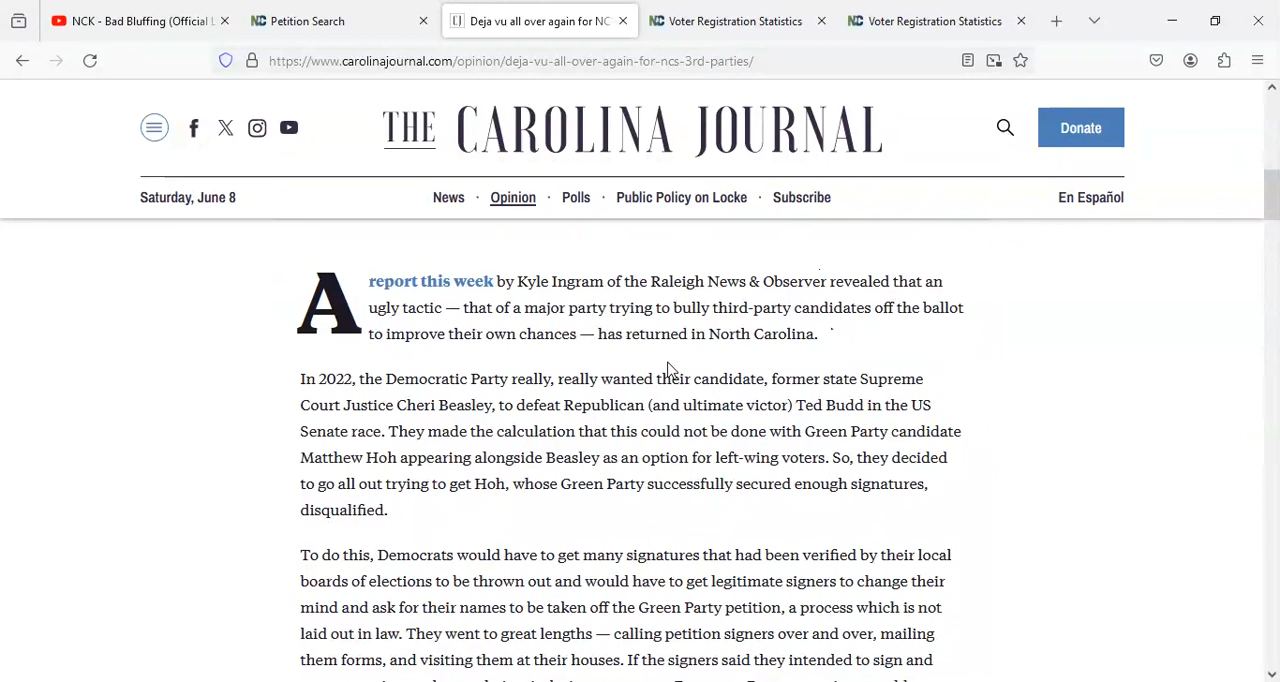 NCK - Bad Bluffing (Official L
Petition Search
Deja vu all over again for NC
Voter Registration Statistics
Voter Registration Statistics
https://www.carolinajournal.com/opinion/deja-vu-all-over-again-for-ncs-3rd-parties/
THE CAROLINA JOURNAL
Donate
Saturday, June 8
News · Opinion · Polls · Public Policy on Locke · Subscribe
En Español
A report this week by Kyle Ingram of the Raleigh News & Observer revealed that an
ugly tactic — that of a major party trying to bully third-party candidates off the ballot
to improve their own chances — has returned in North Carolina.
In 2022, the Democratic Party really, really wanted their candidate, former state Supreme
Court Justice Cheri Beasley, to defeat Republican (and ultimate victor) Ted Budd in the US
Senate race. They made the calculation that this could not be done with Green Party candidate
Matthew Hoh appearing alongside Beasley as an option for left-wing voters. So, they decided
to go all out trying to get Hoh, whose Green Party successfully secured enough signatures,
disqualified.
To do this, Democrats would have to get many signatures that had been verified by their local
boards of elections to be thrown out and would have to get legitimate signers to change their
mind and ask for their names to be taken off the Green Party petition, a process which is not
laid out in law. They went to great lengths — calling petition signers over and over, mailing
them forms, and visiting them at their houses. If the signers said they intended to sign and